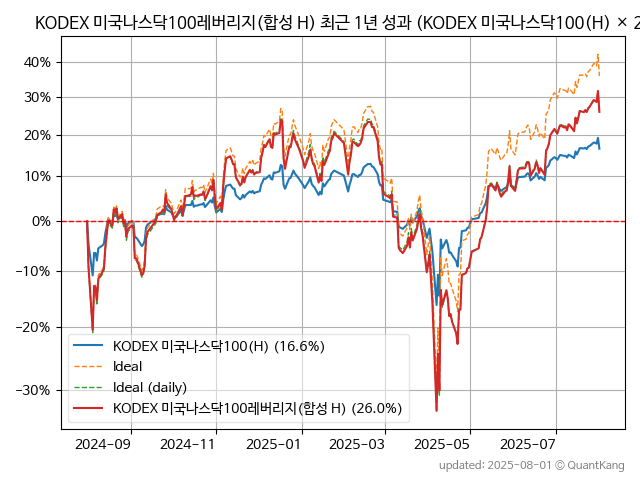 KODEX 미국나스닥100레버리지(합성 H) 최근 1년 성과 (KODEX 미국나스닥100(H) × 2
40%
30%
20%
10%
0%
−10%
−20%
−30%
KODEX 미국나스닥100(H) (16.6%)
Ideal
Ideal (daily)
KODEX 미국나스닥100레버리지(합성 H) (26.0%)
2024-09
2024-11
2025-01
2025-03
2025-05
2025-07
updated: 2025-08-01 © QuantKang